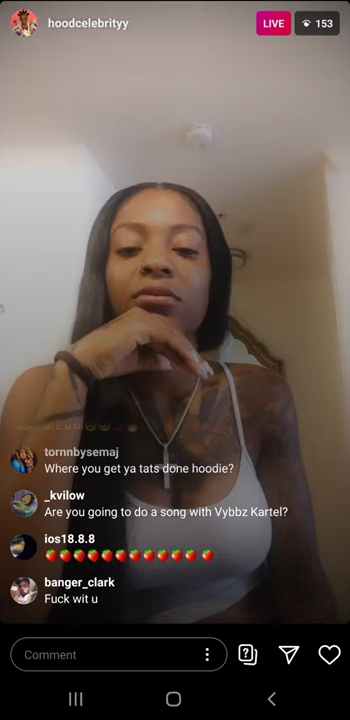 hoodcelebrityy
LIVE
153
tornnbysemaj
Where you get ya tats done hoodie?
_kvilow
Are you going to do a song with Vybbz Kartel?
ios18.8.8
🍓🍓🍓🍓🍓🍓🍓🍓🍓🍓🍓🍓
banger_clark
Fuck wit u
Comment